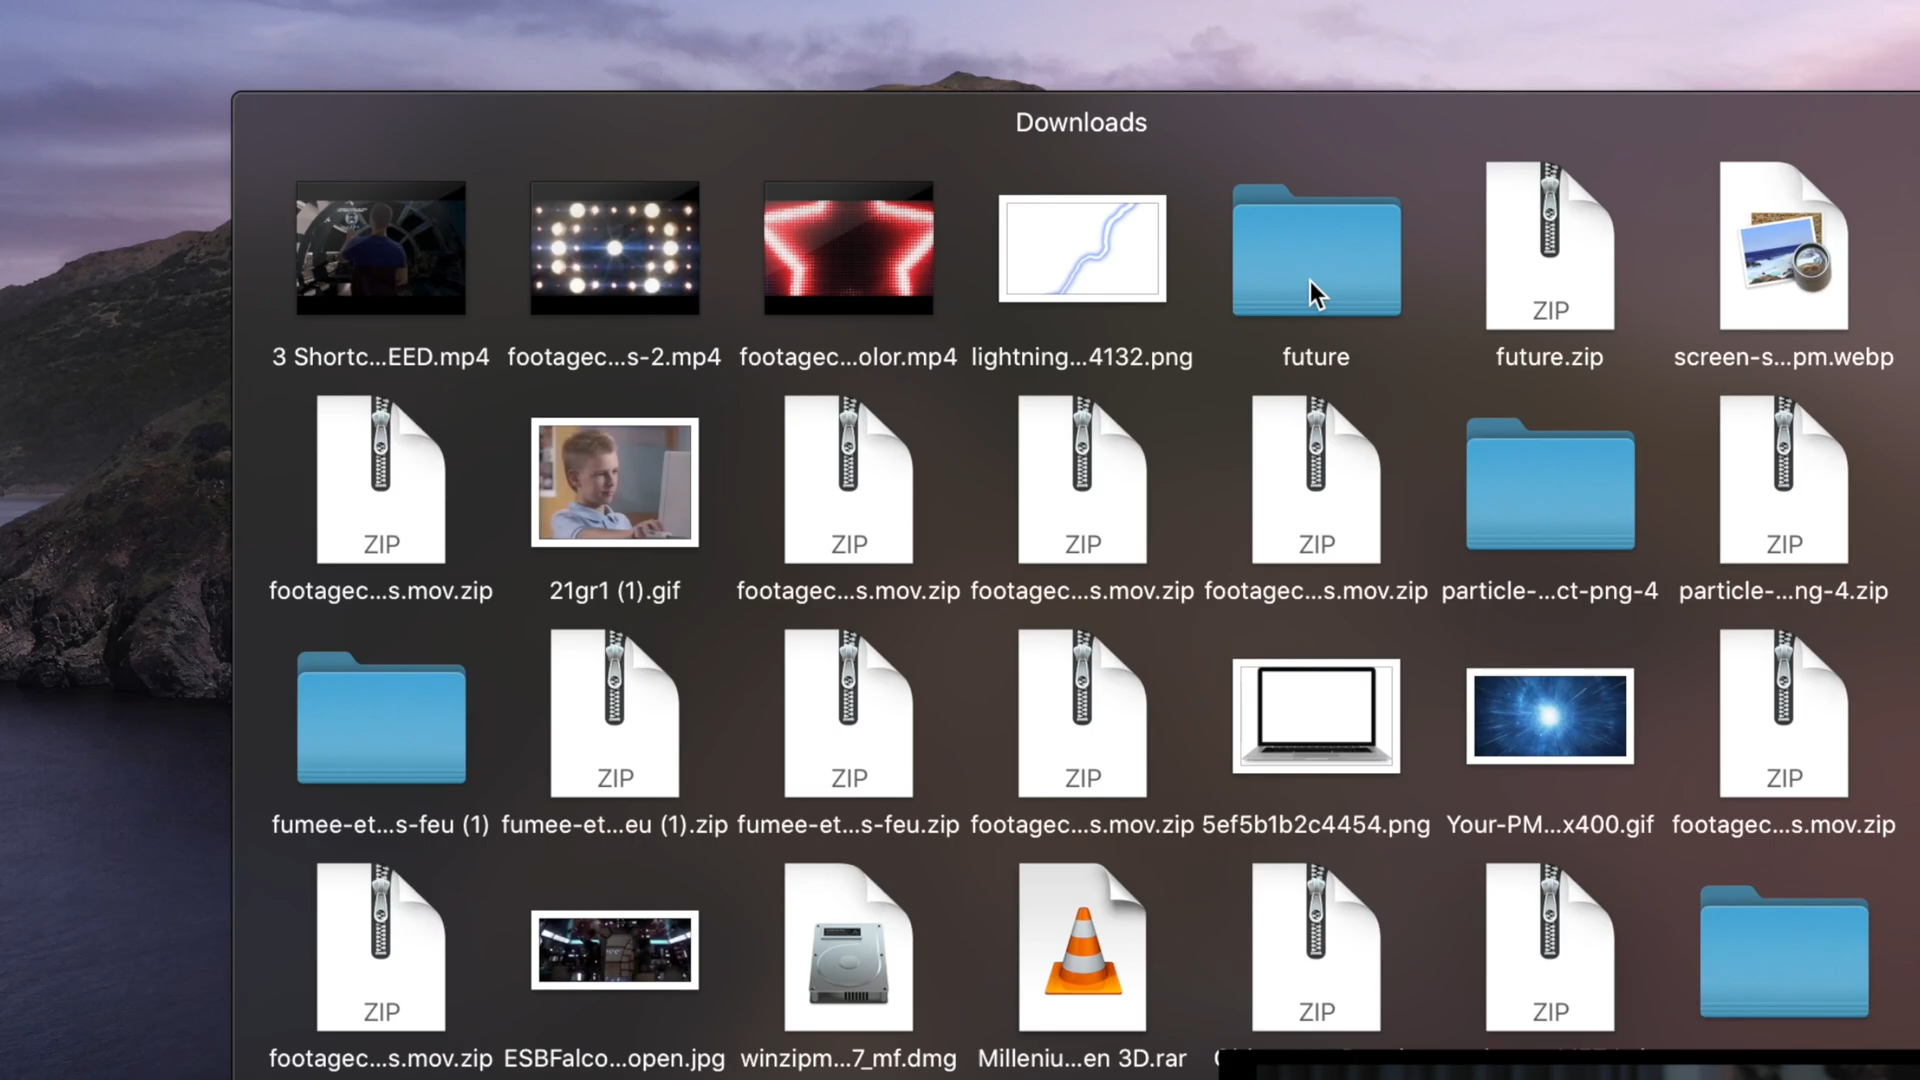 Downloads
3 Shortc...EED.mp4 footagec...s-2.mp4 footagec...olor.mp4 lightning...4132.png future future.zip screen-s...pm.webp
ZIP
footagec...s.mov.zip 21gr1 (1).gif footagec...s.mov.zip footagec...s.mov.zip footagec...s.mov.zip particle-...ct-png-4 particle-...ng-4.zip
ZIP ZIP ZIP ZIP ZIP
fumee-et...s-feu (1) fumee-et...eu (1).zip fumee-et...s-feu.zip footagec...s.mov.zip 5ef5b1b2c4454.png Your-PM...x400.gif footagec...s.mov.zip
ZIP ZIP ZIP ZIP
footagec...s.mov.zip ESBFalco...open.jpg winzipm...7_mf.dmg Milleniu...en 3D.rar
ZIP ZIP ZIP